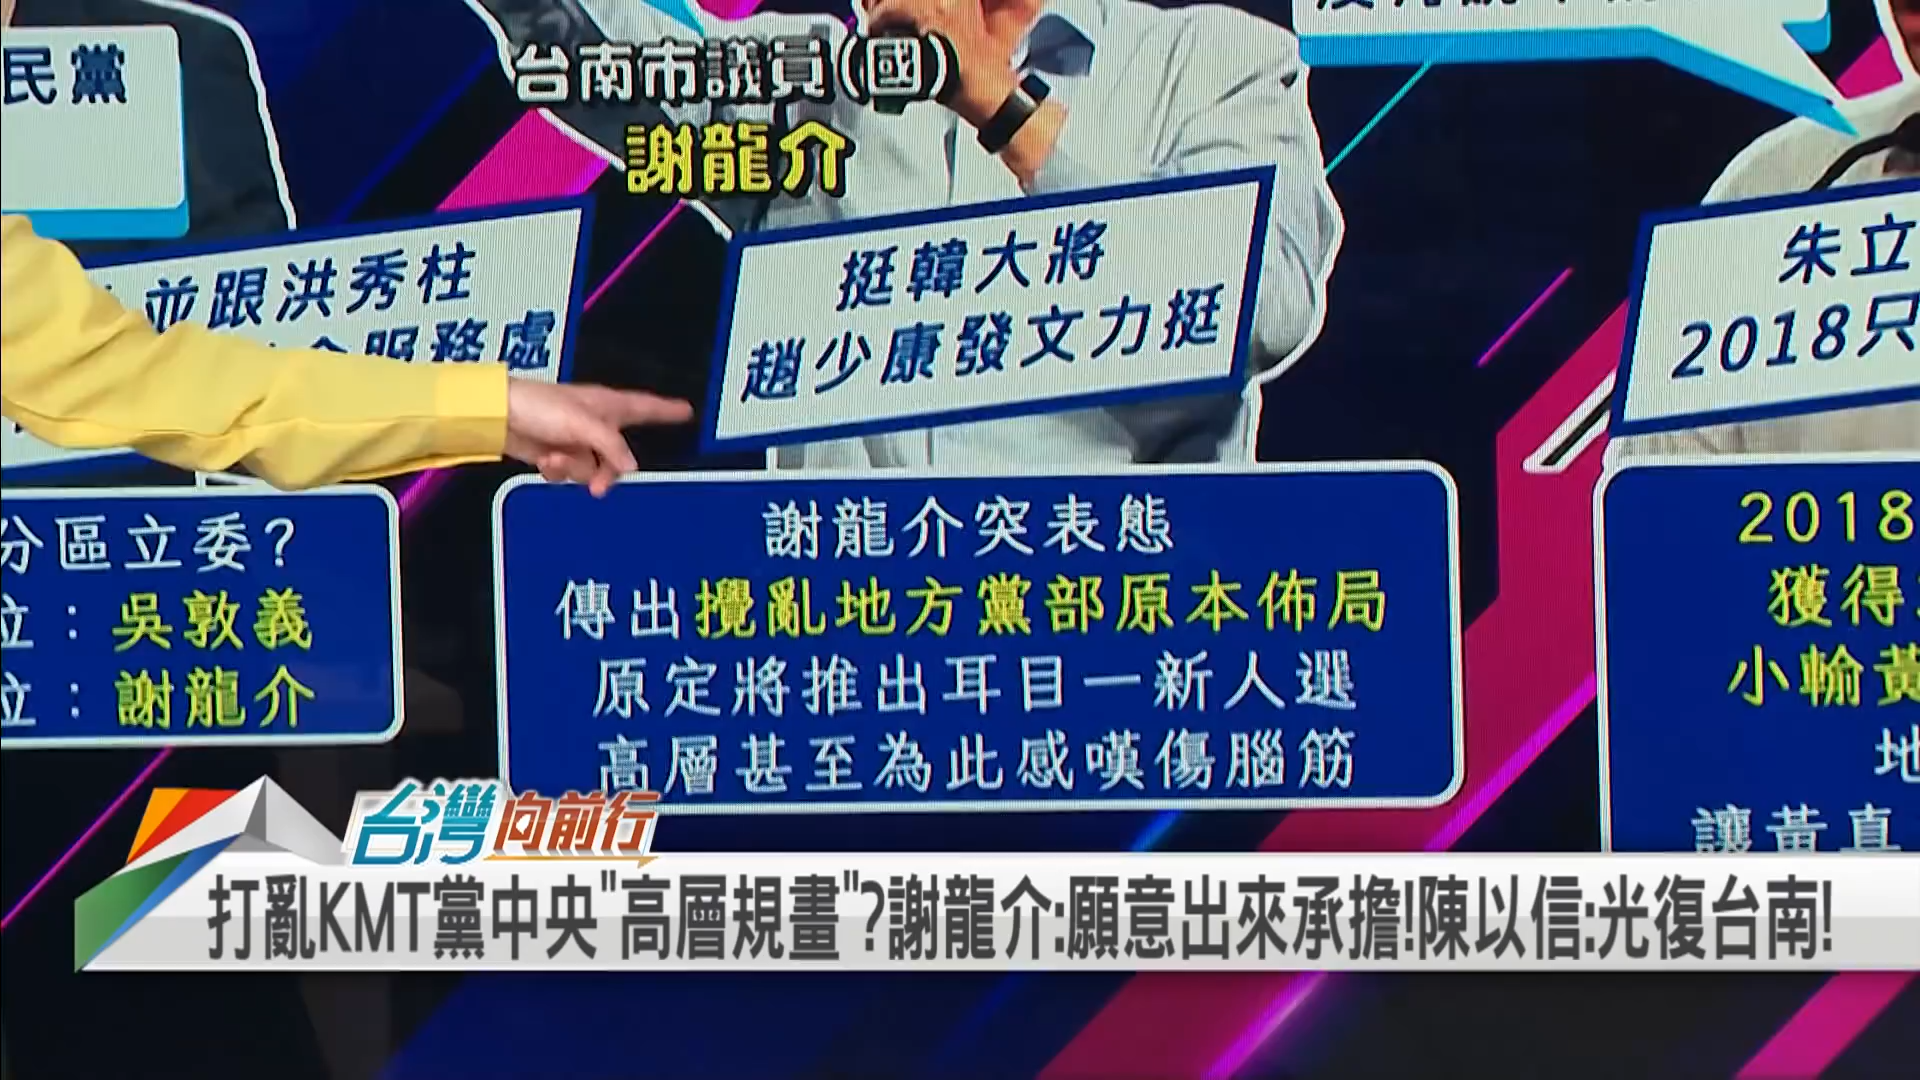 民黨
台南市議員(國)
謝龍介
並跟洪秀柱
服務處
挺韓大將
趙少康發文力挺
朱立
2018只
分區立委?
位：吳敦義
位：謝龍介
謝龍介突表態
傳出攪亂地方黨部原本佈局
原定將推出耳目一新人選
高層甚至為此感嘆傷腦筋
2018
獲得
小輸黃
地
讓黃真
台灣向前行
打亂KMT黨中央"高層規畫"?謝龍介:願意出來承擔!陳以信:光復台南!